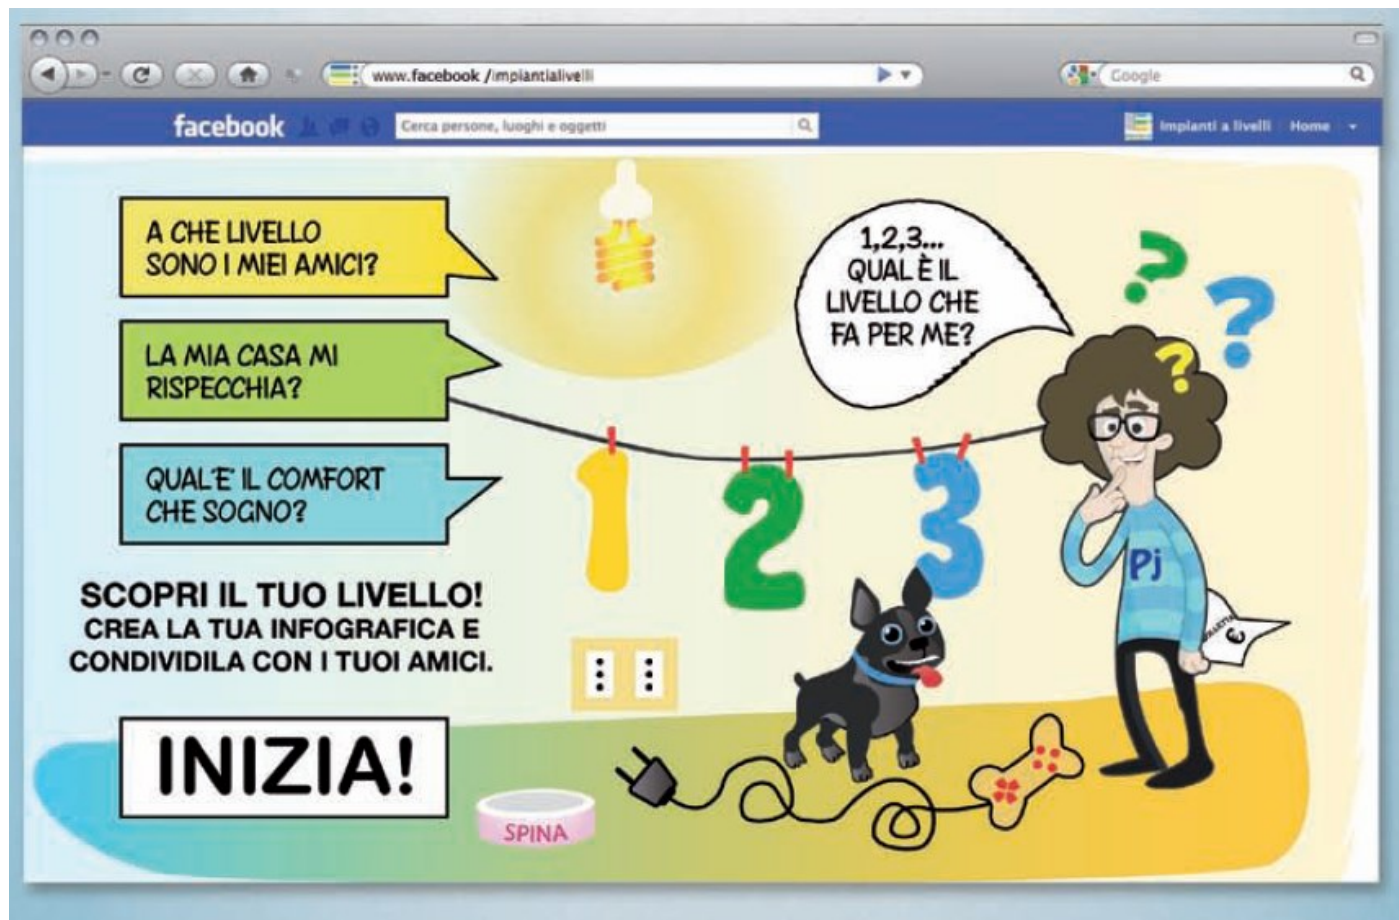 www.facebook /impiantialivelli
Google
facebook
Cerca persone, luoghi e oggetti
Impianti a livelli
Home
A CHE LIVELLO
SONO I MIEI AMICI?
LA MIA CASA MI
RISPECCHIA?
QUAL'E' IL COMFORT
CHE SOGNO?
SCOPRI IL TUO LIVELLO!
CREA LA TUA INFOGRAFICA E
CONDIVIDILA CON I TUOI AMICI.
INIZIA!
1,2,3...
QUAL È IL
LIVELLO CHE
FA PER ME?
? ? ?
1 2 3
Pj
€
SPINA